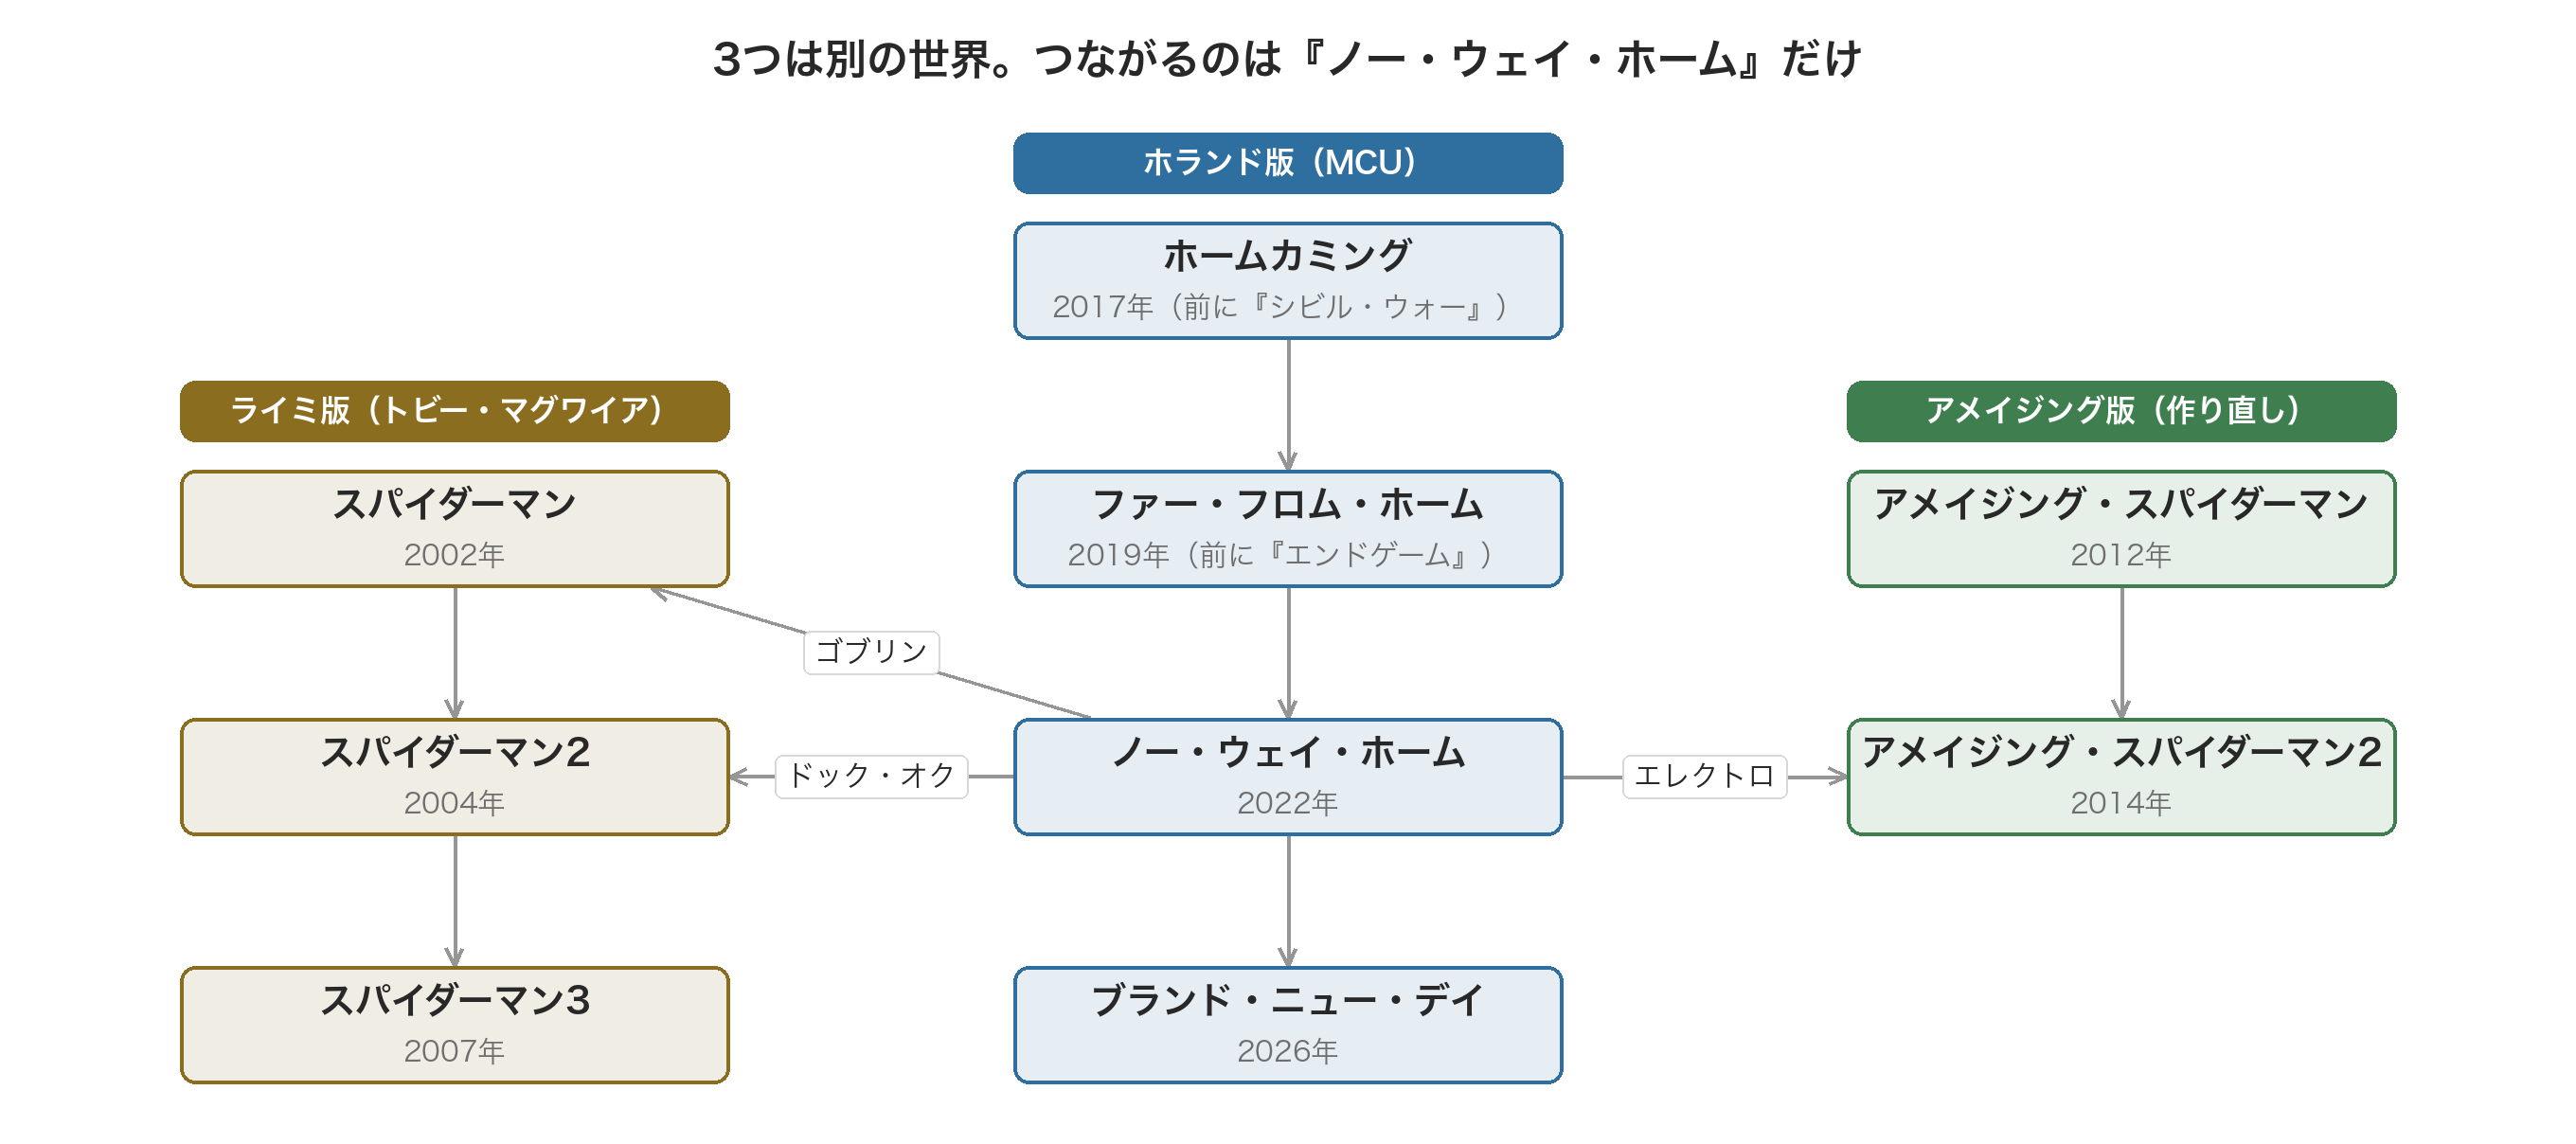 3つは別の世界。つながるのは『ノー・ウェイ・ホーム』だけ
ホランド版（MCU）
ホームカミング
2017年（前に『シビル・ウォー』）
ライミ版（トビー・マグワイア）
アメイジング版（作り直し）
スパイダーマン
2002年
ファー・フロム・ホーム
2019年（前に『エンドゲーム』）
アメイジング・スパイダーマン
2012年
ゴブリン
スパイダーマン2
2004年
ドック・オク
ノー・ウェイ・ホーム
2022年
エレクトロ
アメイジング・スパイダーマン2
2014年
スパイダーマン3
2007年
ブランド・ニュー・デイ
2026年